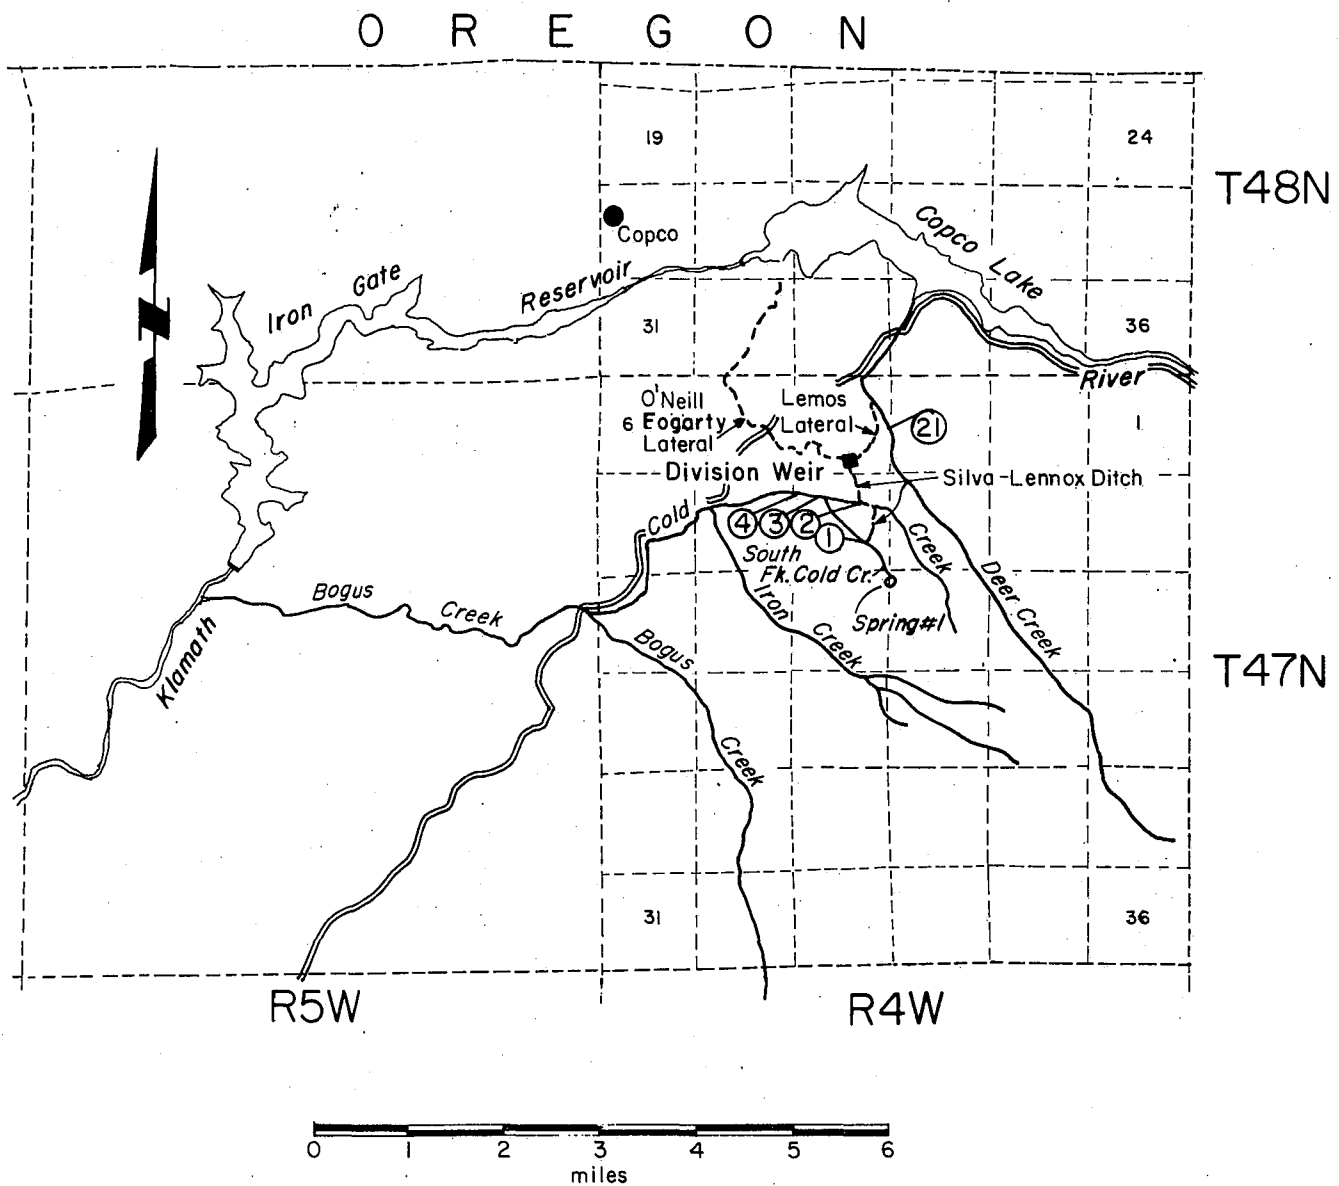 OREGON
19
24
T48N
Copco
Copco Lake
Iron Gate Reservoir
31
36
River
O'Neill
6 Eogarty
Lateral
Lemos
Lateral
21
1
Division Weir
Silva-Lennox Ditch
Cold Creek
4
3
2
1
South
Fk. Cold Cr.
Spring#1
Deer Creek
Iron Creek
Bogus Creek
Bogus Creek
Klamath
T47N
31
36
R5W
R4W
0 1 2 3 4 5 6
miles